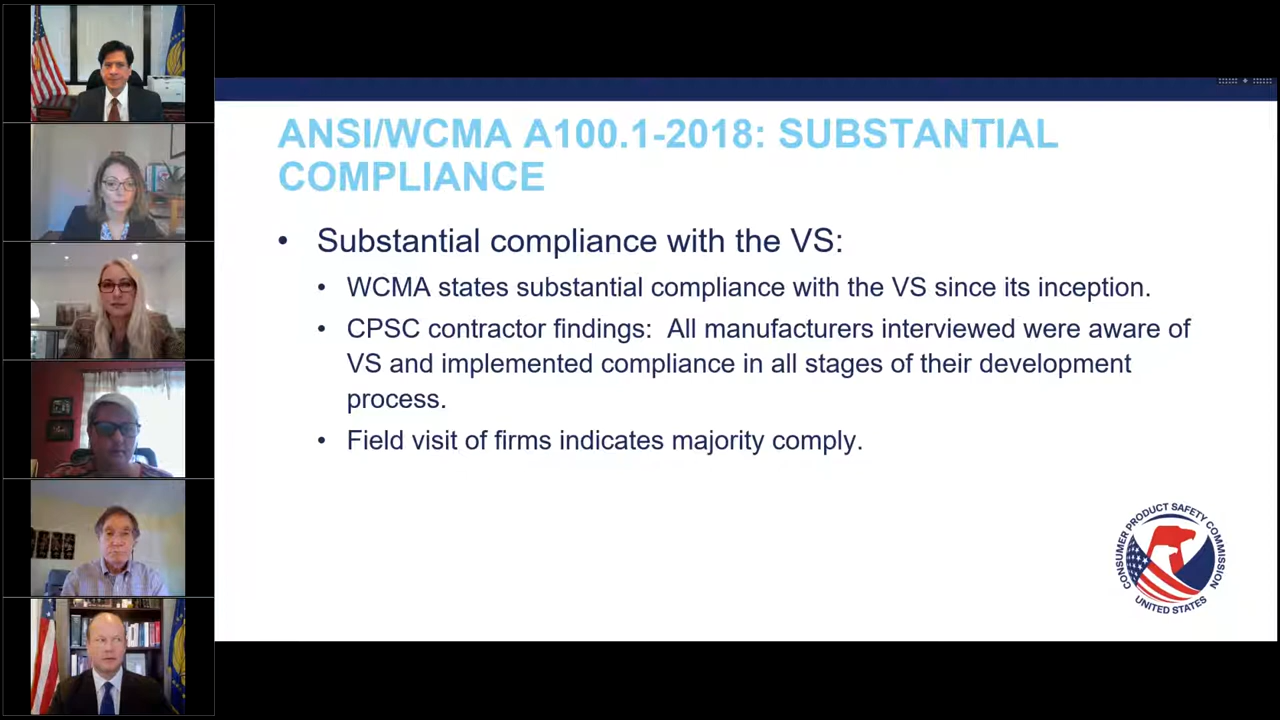 ANSI/WCMA A100.1-2018: SUBSTANTIAL
COMPLIANCE
• Substantial compliance with the VS:
• WCMA states substantial compliance with the VS since its inception.
• CPSC contractor findings: All manufacturers interviewed were aware of
VS and implemented compliance in all stages of their development
process.
• Field visit of firms indicates majority comply.
CONSUMER PRODUCT SAFETY COMMISSION
UNITED STATES